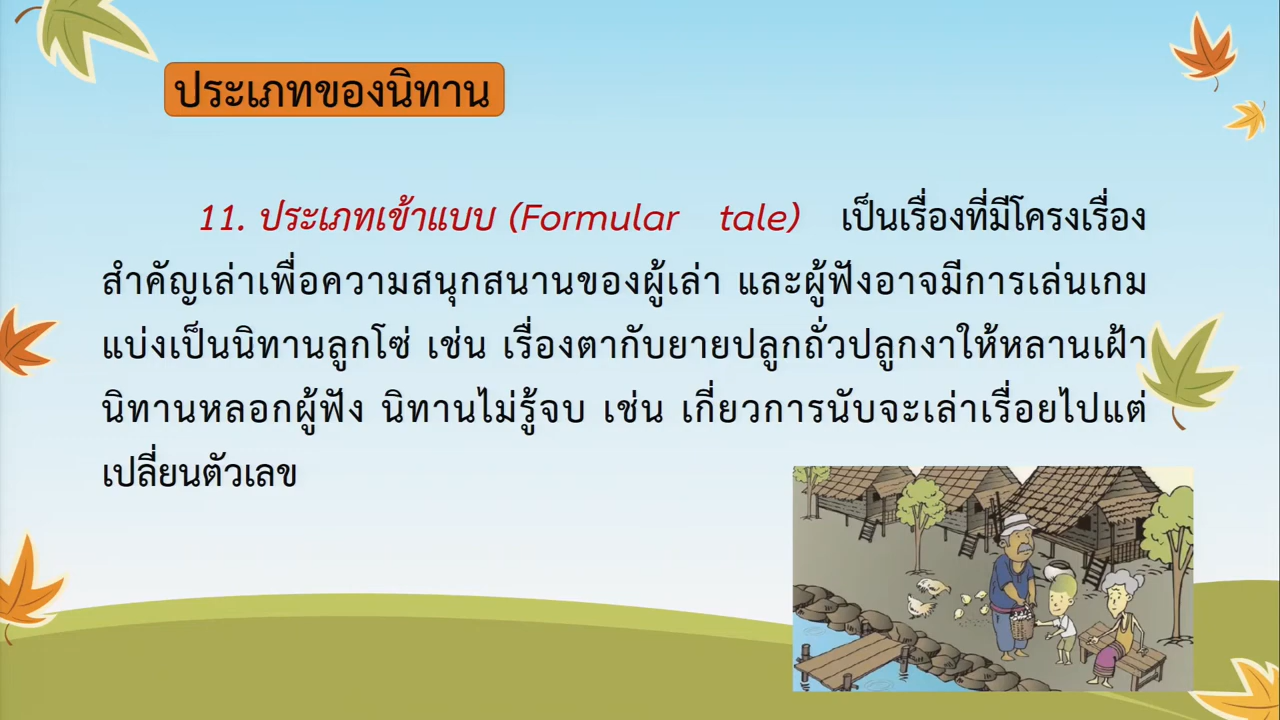 ประเภทของนิทาน
11. ประเภทเข้าแบบ (Formular tale) เป็นเรื่องที่มีโครงเรื่อง
สำคัญเล่าเพื่อความสนุกสนานของผู้เล่า และผู้ฟังอาจมีการเล่นเกม
แบ่งเป็นนิทานลูกโซ่ เช่น เรื่องตากับยายปลูกถั่วปลูกงาให้หลานเฝ้า
นิทานหลอกผู้ฟัง นิทานไม่รู้จบ เช่น เกี่ยวการนับจะเล่าเรื่อยไปแต่
เปลี่ยนตัวเลข